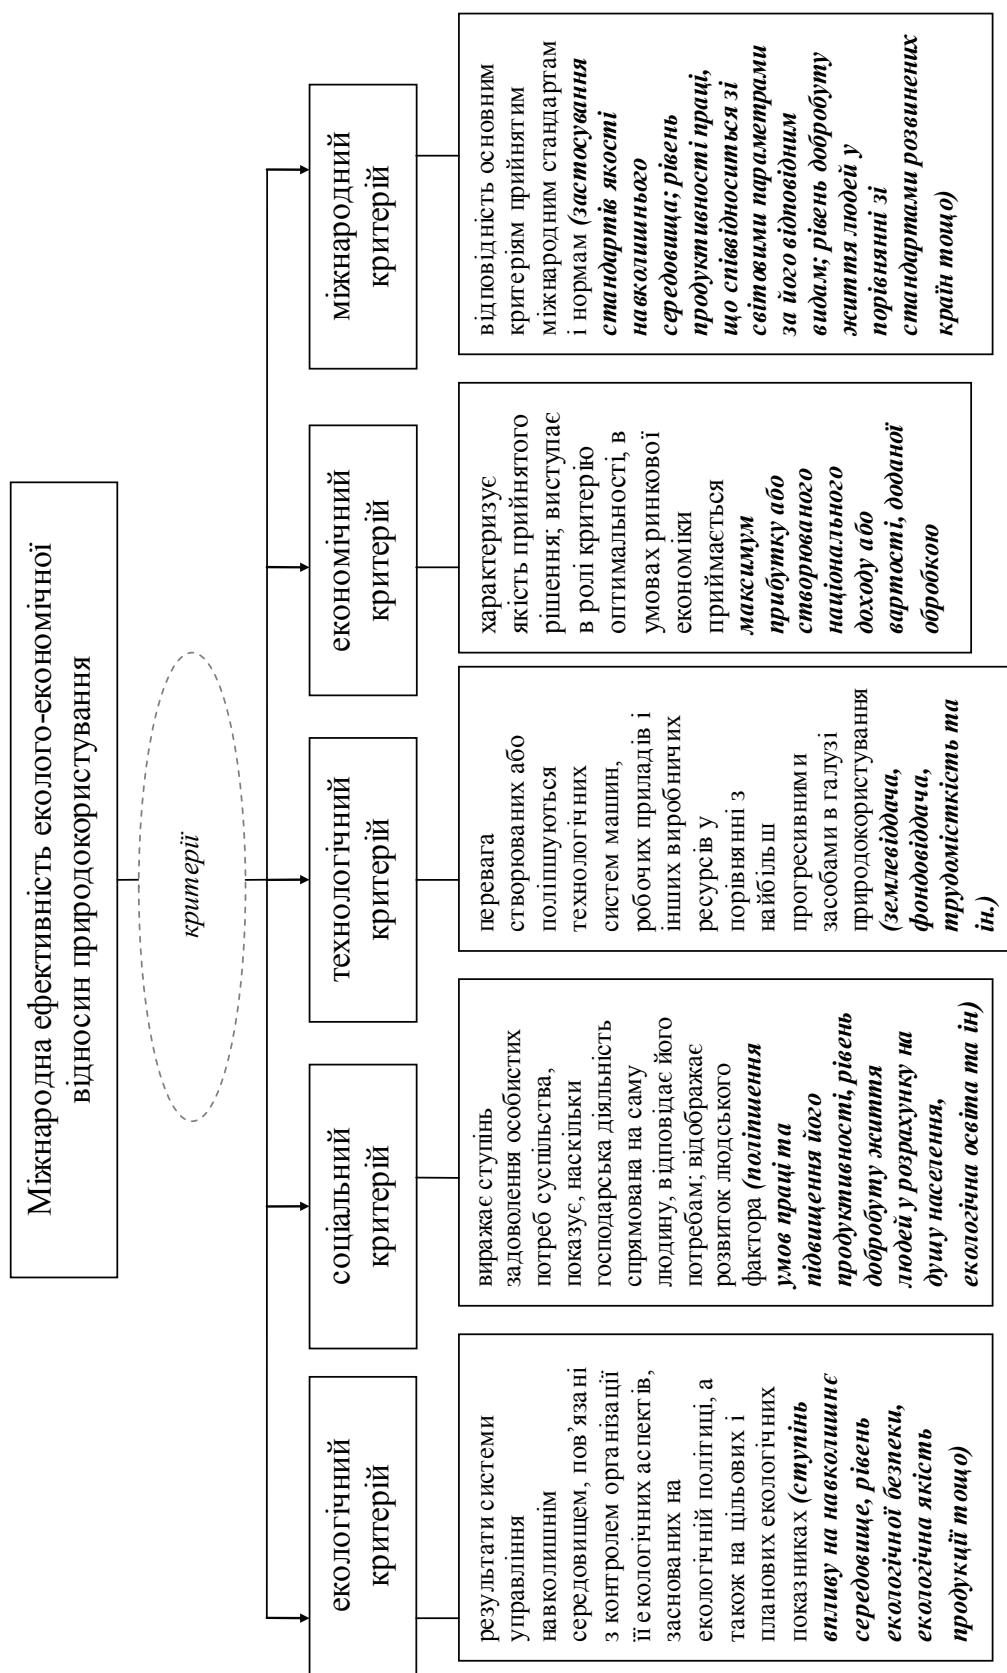 Міжнародна ефективність еколого-економічної
відносин природокористування
критерії
екологічний
критерій
соціальний
критерій
технологічний
критерій
економічний
критерій
міжнародний
критерій
результати системи
управління
навколишнім
середовищем, пов’язані
з контролем організації
її екологічних аспектів,
заснованих на
екологічній політиці, а
також на цільових і
планових екологічних
показниках (ступінь
впливу на навколишнє
середовище, рівень
екологічної безпеки,
екологічна якість
продукції тощо)
виражає ступінь
задоволення особистих
потреб суспільства,
показує, наскільки
господарська діяльність
спрямована на саму
людину, відповідає його
потребам; відображає
розвиток людського
фактора (поліпшення
умов праці та
підвищення його
продуктивності, рівень
добробуту життя
людей у розрахунку на
душу населення,
екологічна освіта та ін)
перевага
створюваних або
поліпшуються
технологічних
систем машин,
робочих приладів і
інших виробничих
ресурсів у
порівнянні з
найбільш
прогресивними
засобами в галузі
природокористування
(землевіддача,
фондовіддача,
трудомісткість та
ін.)
характеризує
якість прийнятого
рішення; виступає
в ролі критерію
оптимальності, в
умовах ринкової
економіки
приймається
максимум
прибутку або
створюваного
національного
доходу або
вартості, доданої
обробкою
відповідність основним
кригеріям прийнятим
міжнародним стандартам
і нормам (застосування
стандартів якості
навколишнього
середовища; рівень
продуктивності праці,
що співвідноситься зі
світовими параметрами
за його відповідним
видам; рівень добробуту
життя людей у
порівнянні зі
стандартами розвинених
країн тощо)